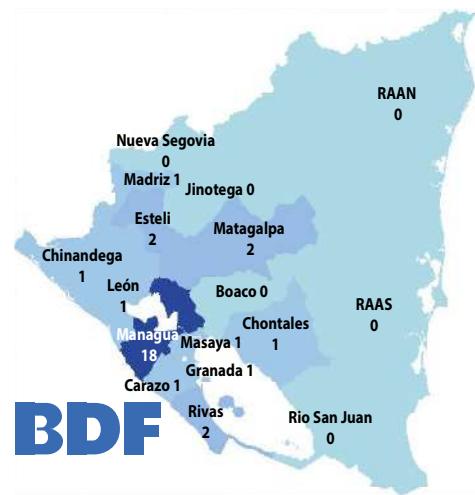 RAAN
0
Nueva Segovia
0
Madriz 1
Jinotega 0
Esteli
2
Matagalpa
2
Chinandega
1
León
1
Boaco 0
RAAS
0
Managua
18
Chontales
1
Masaya 1
Granada 1
Carazo 1
Rivas
2
Rio San Juan
0
BDF